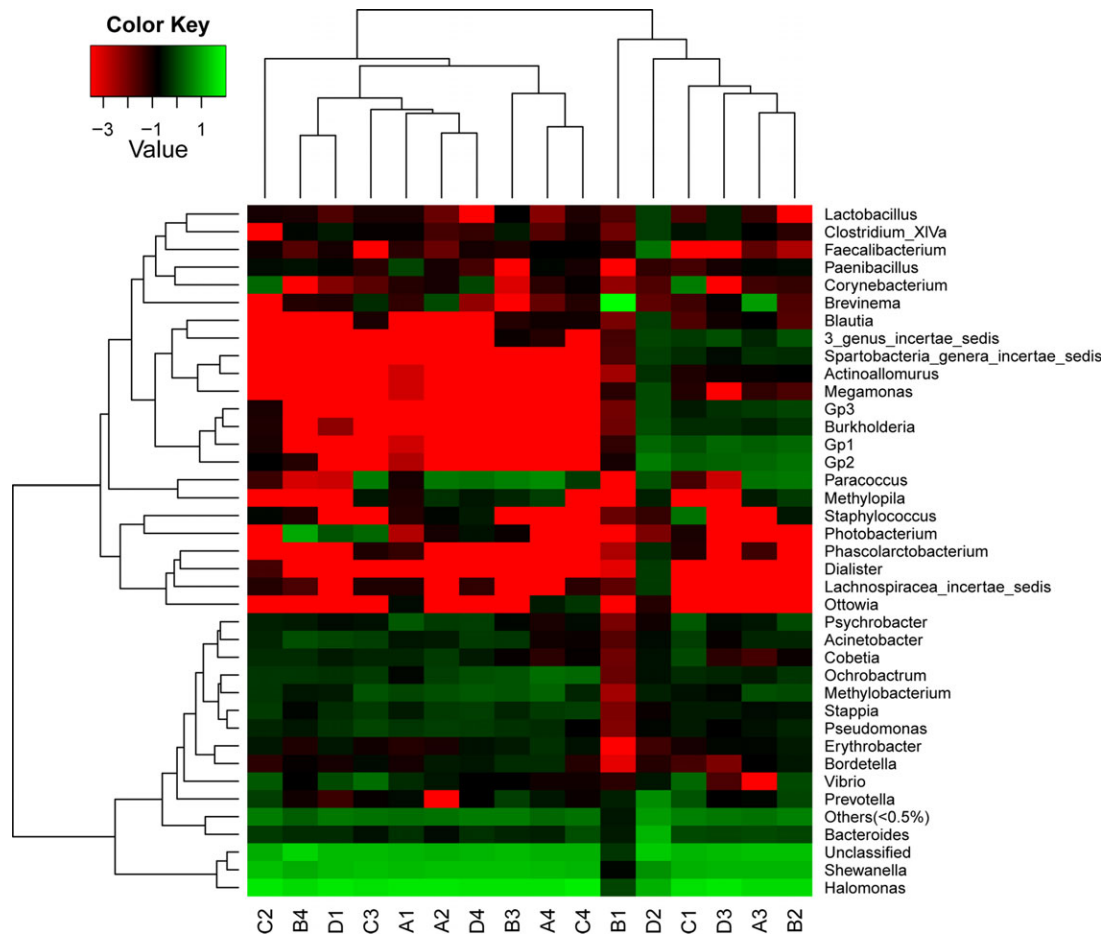 Color Key
−3 −1 1
Value
Lactobacillus
Clostridium_XlVa
Faecalibacterium
Paenibacillus
Corynebacterium
Brevinema
Blautia
3_genus_incertae_sedis
Spartobacteria_genera_incertae_sedis
Actinoallomurus
Megamonas
Gp3
Burkholderia
Gp1
Gp2
Paracoccus
Methylopila
Staphylococcus
Photobacterium
Phascolarctobacterium
Dialister
Lachnospiracea_incertae_sedis
Ottowia
Psychrobacter
Acinetobacter
Cobetia
Ochrobactrum
Methylobacterium
Stappia
Pseudomonas
Erythrobacter
Bordetella
Vibrio
Prevotella
Others(<0.5%)
Bacteroides
Unclassified
Shewanella
Halomonas
C2 B4 D1 C3 A1 A2 D4 B3 A4 C4 B1 D2 C1 D3 A3 B2